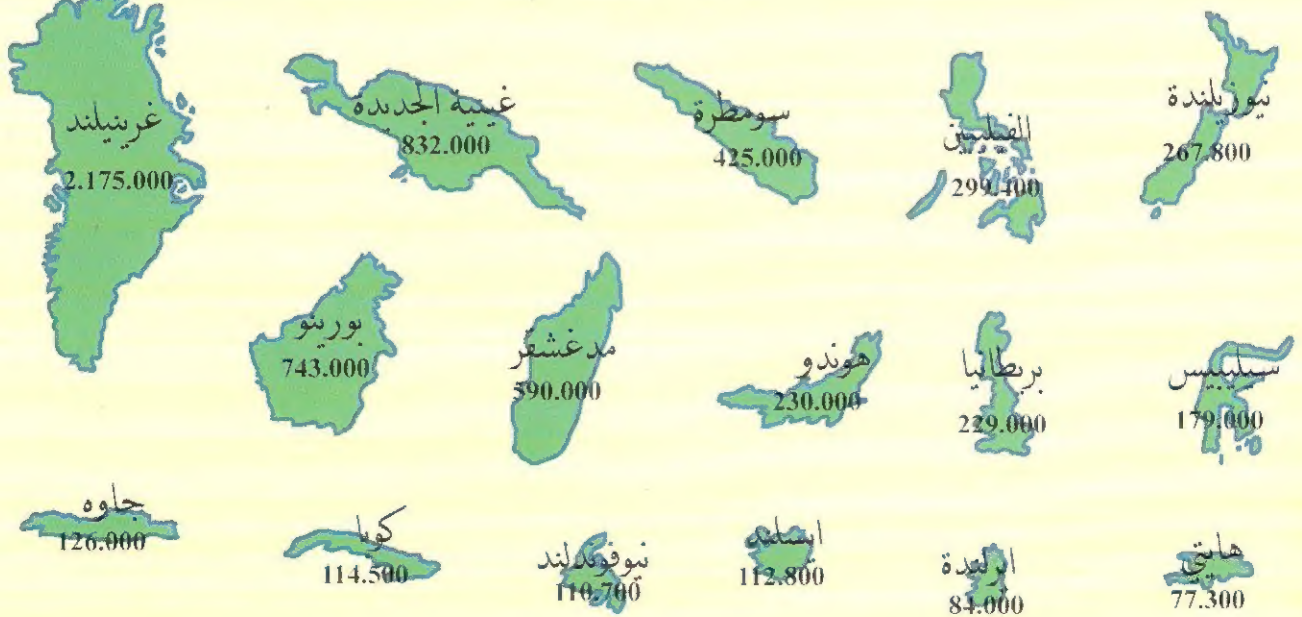 غرينيلند
2.175.000
غينية الجديدة
832.000
سومطرة
425.000
الفيليبين
299.400
نيوزيلندة
267.800
بورينو
743.000
مدغشقر
590.000
هوندو
230.000
بريطانيا
229.000
سيليبيس
179.000
جاوه
126.000
كوبا
114.500
نيوفوندلند
110.700
ايسلند
112.800
ايرلندة
84.000
هايتي
77.300